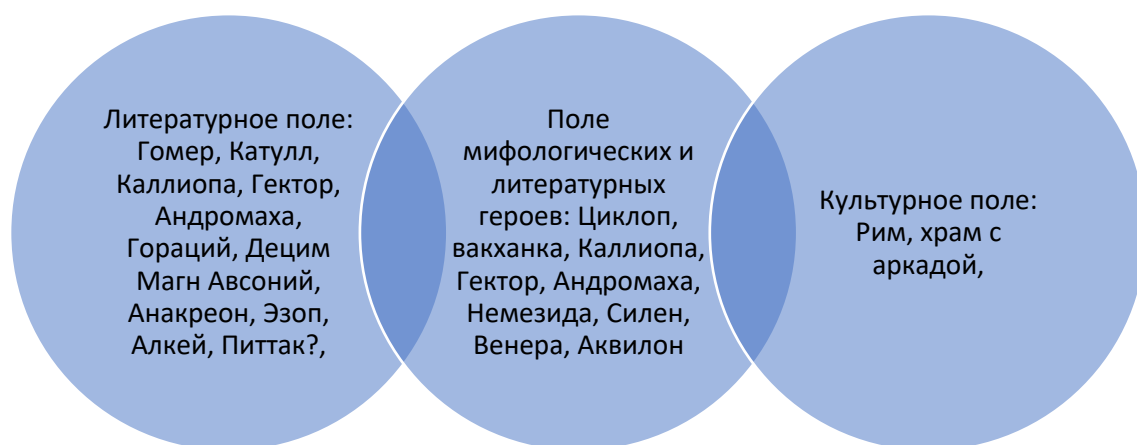 Литературное поле:
Гомер, Катулл,
Каллиопа, Гектор,
Андромаха,
Гораций, Децим
Магн Авсоний,
Анакреон, Эзоп,
Алкей, Питтак?,
Поле
мифологических и
литературных
героев: Циклоп,
вакханка, Каллиопа,
Гектор, Андромаха,
Немезида, Силен,
Венера, Аквилон
Культурное поле:
Рим, храм с
аркадой,